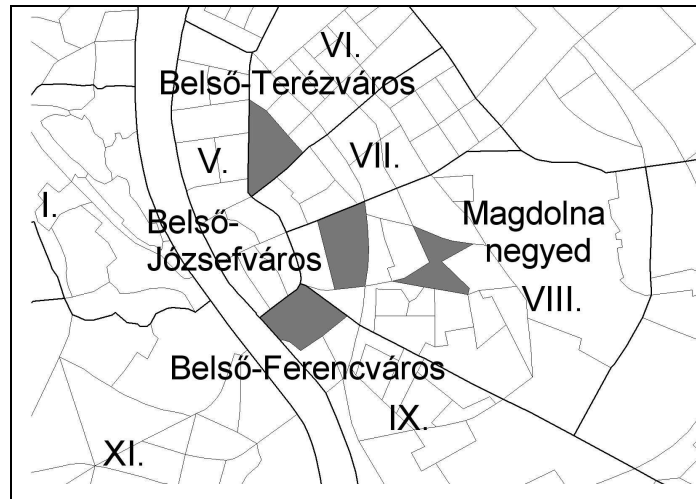 VI.
Belső-Terézváros
V.
VII.
I.
Belső-
Józsefváros
Magdolna
negyed
VIII.
Belső-Ferencváros
IX.
XI.